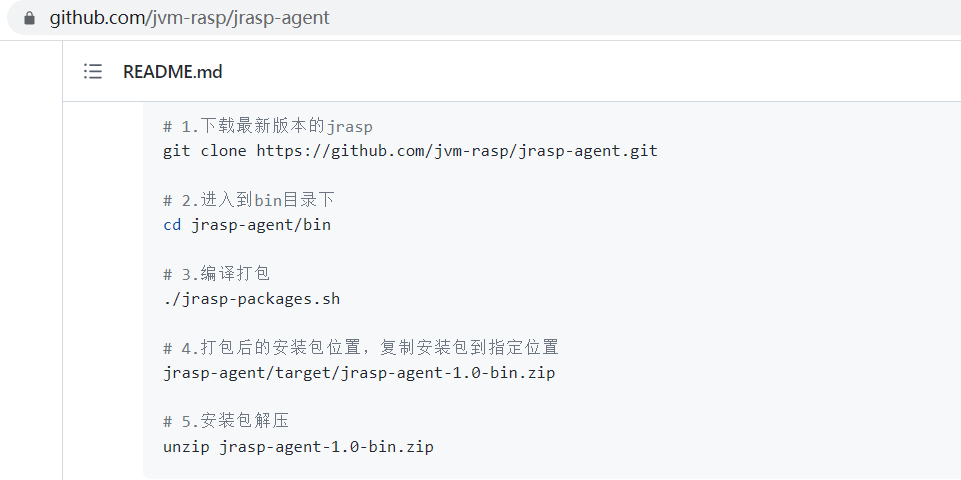 github.com/jvm-rasp/jrasp-agent
README.md
# 1.下载最新版本的jrasp
git clone https://github.com/jvm-rasp/jrasp-agent.git
# 2.进入到bin目录下
cd jrasp-agent/bin
# 3.编译打包
./jrasp-packages.sh
# 4.打包后的安装包位置，复制安装包到指定位置
jrasp-agent/target/jrasp-agent-1.0-bin.zip
# 5.安装包解压
unzip jrasp-agent-1.0-bin.zip